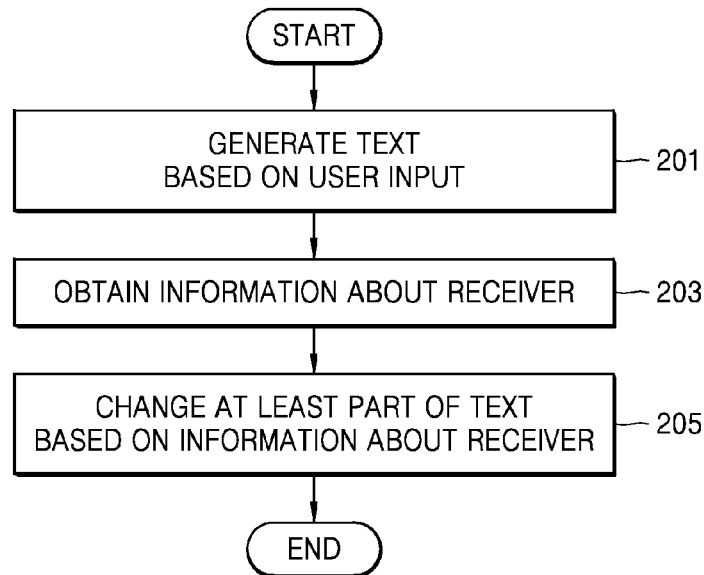 START
GENERATE TEXT
BASED ON USER INPUT
201
OBTAIN INFORMATION ABOUT RECEIVER
203
CHANGE AT LEAST PART OF TEXT
BASED ON INFORMATION ABOUT RECEIVER
205
END